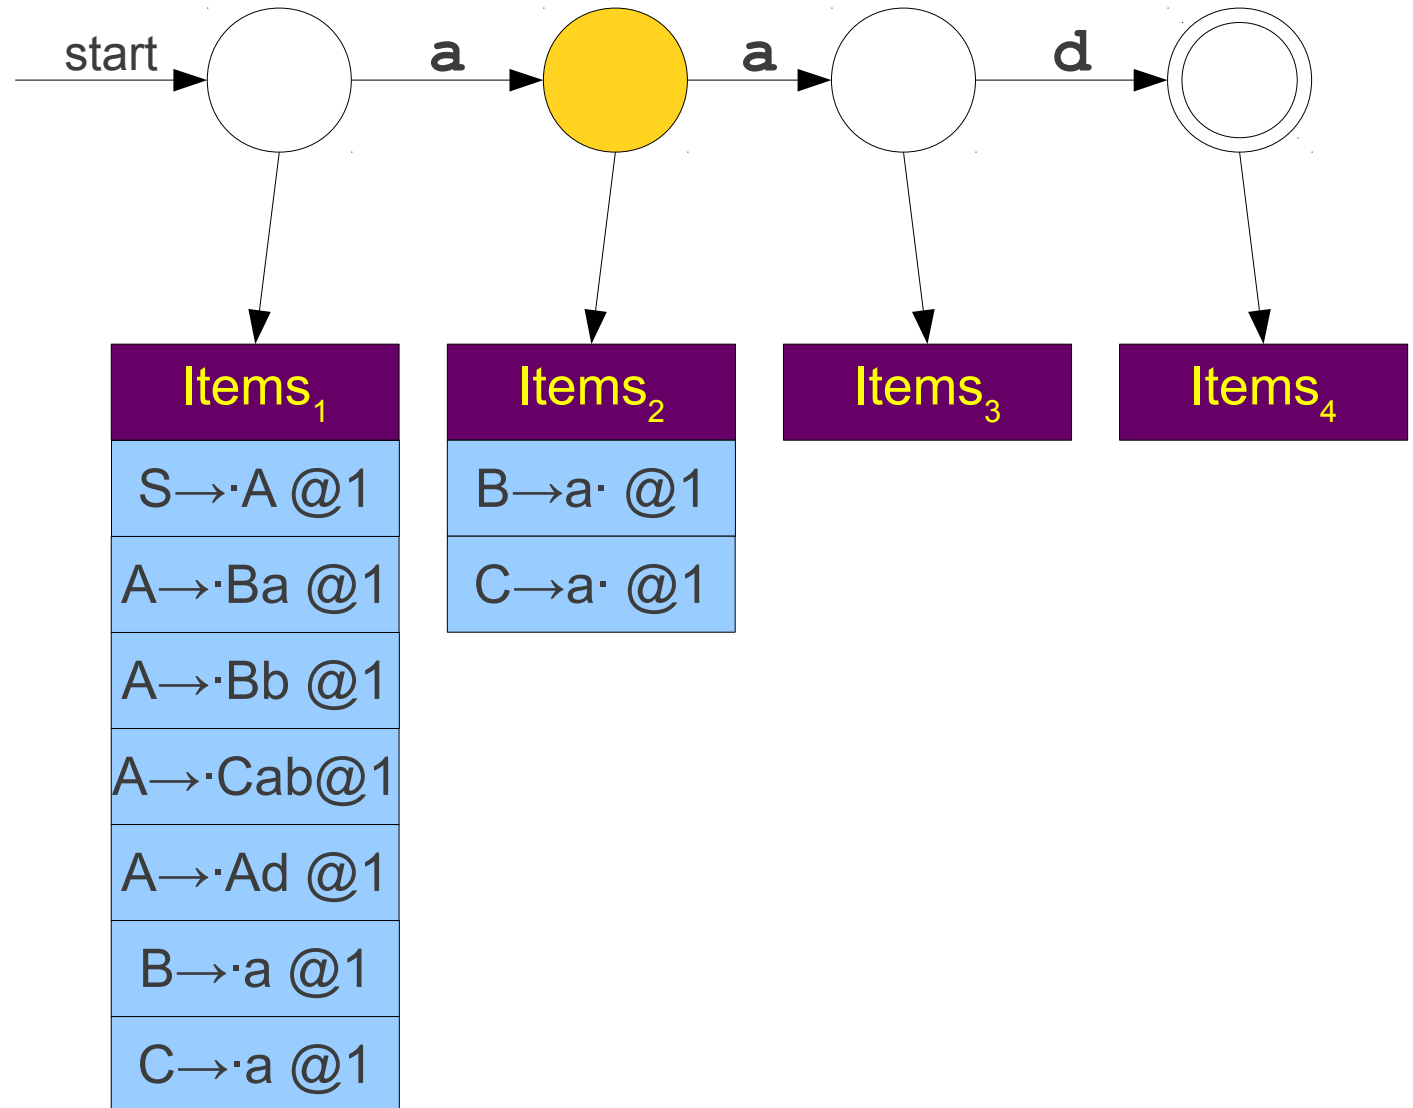 start
a
a
d
Items1
Items2
Items3
Items4
S→·A @1
B→a· @1
A→·Ba @1
C→a· @1
A→·Bb @1
A→·Cab@1
A→·Ad @1
B→·a @1
C→·a @1